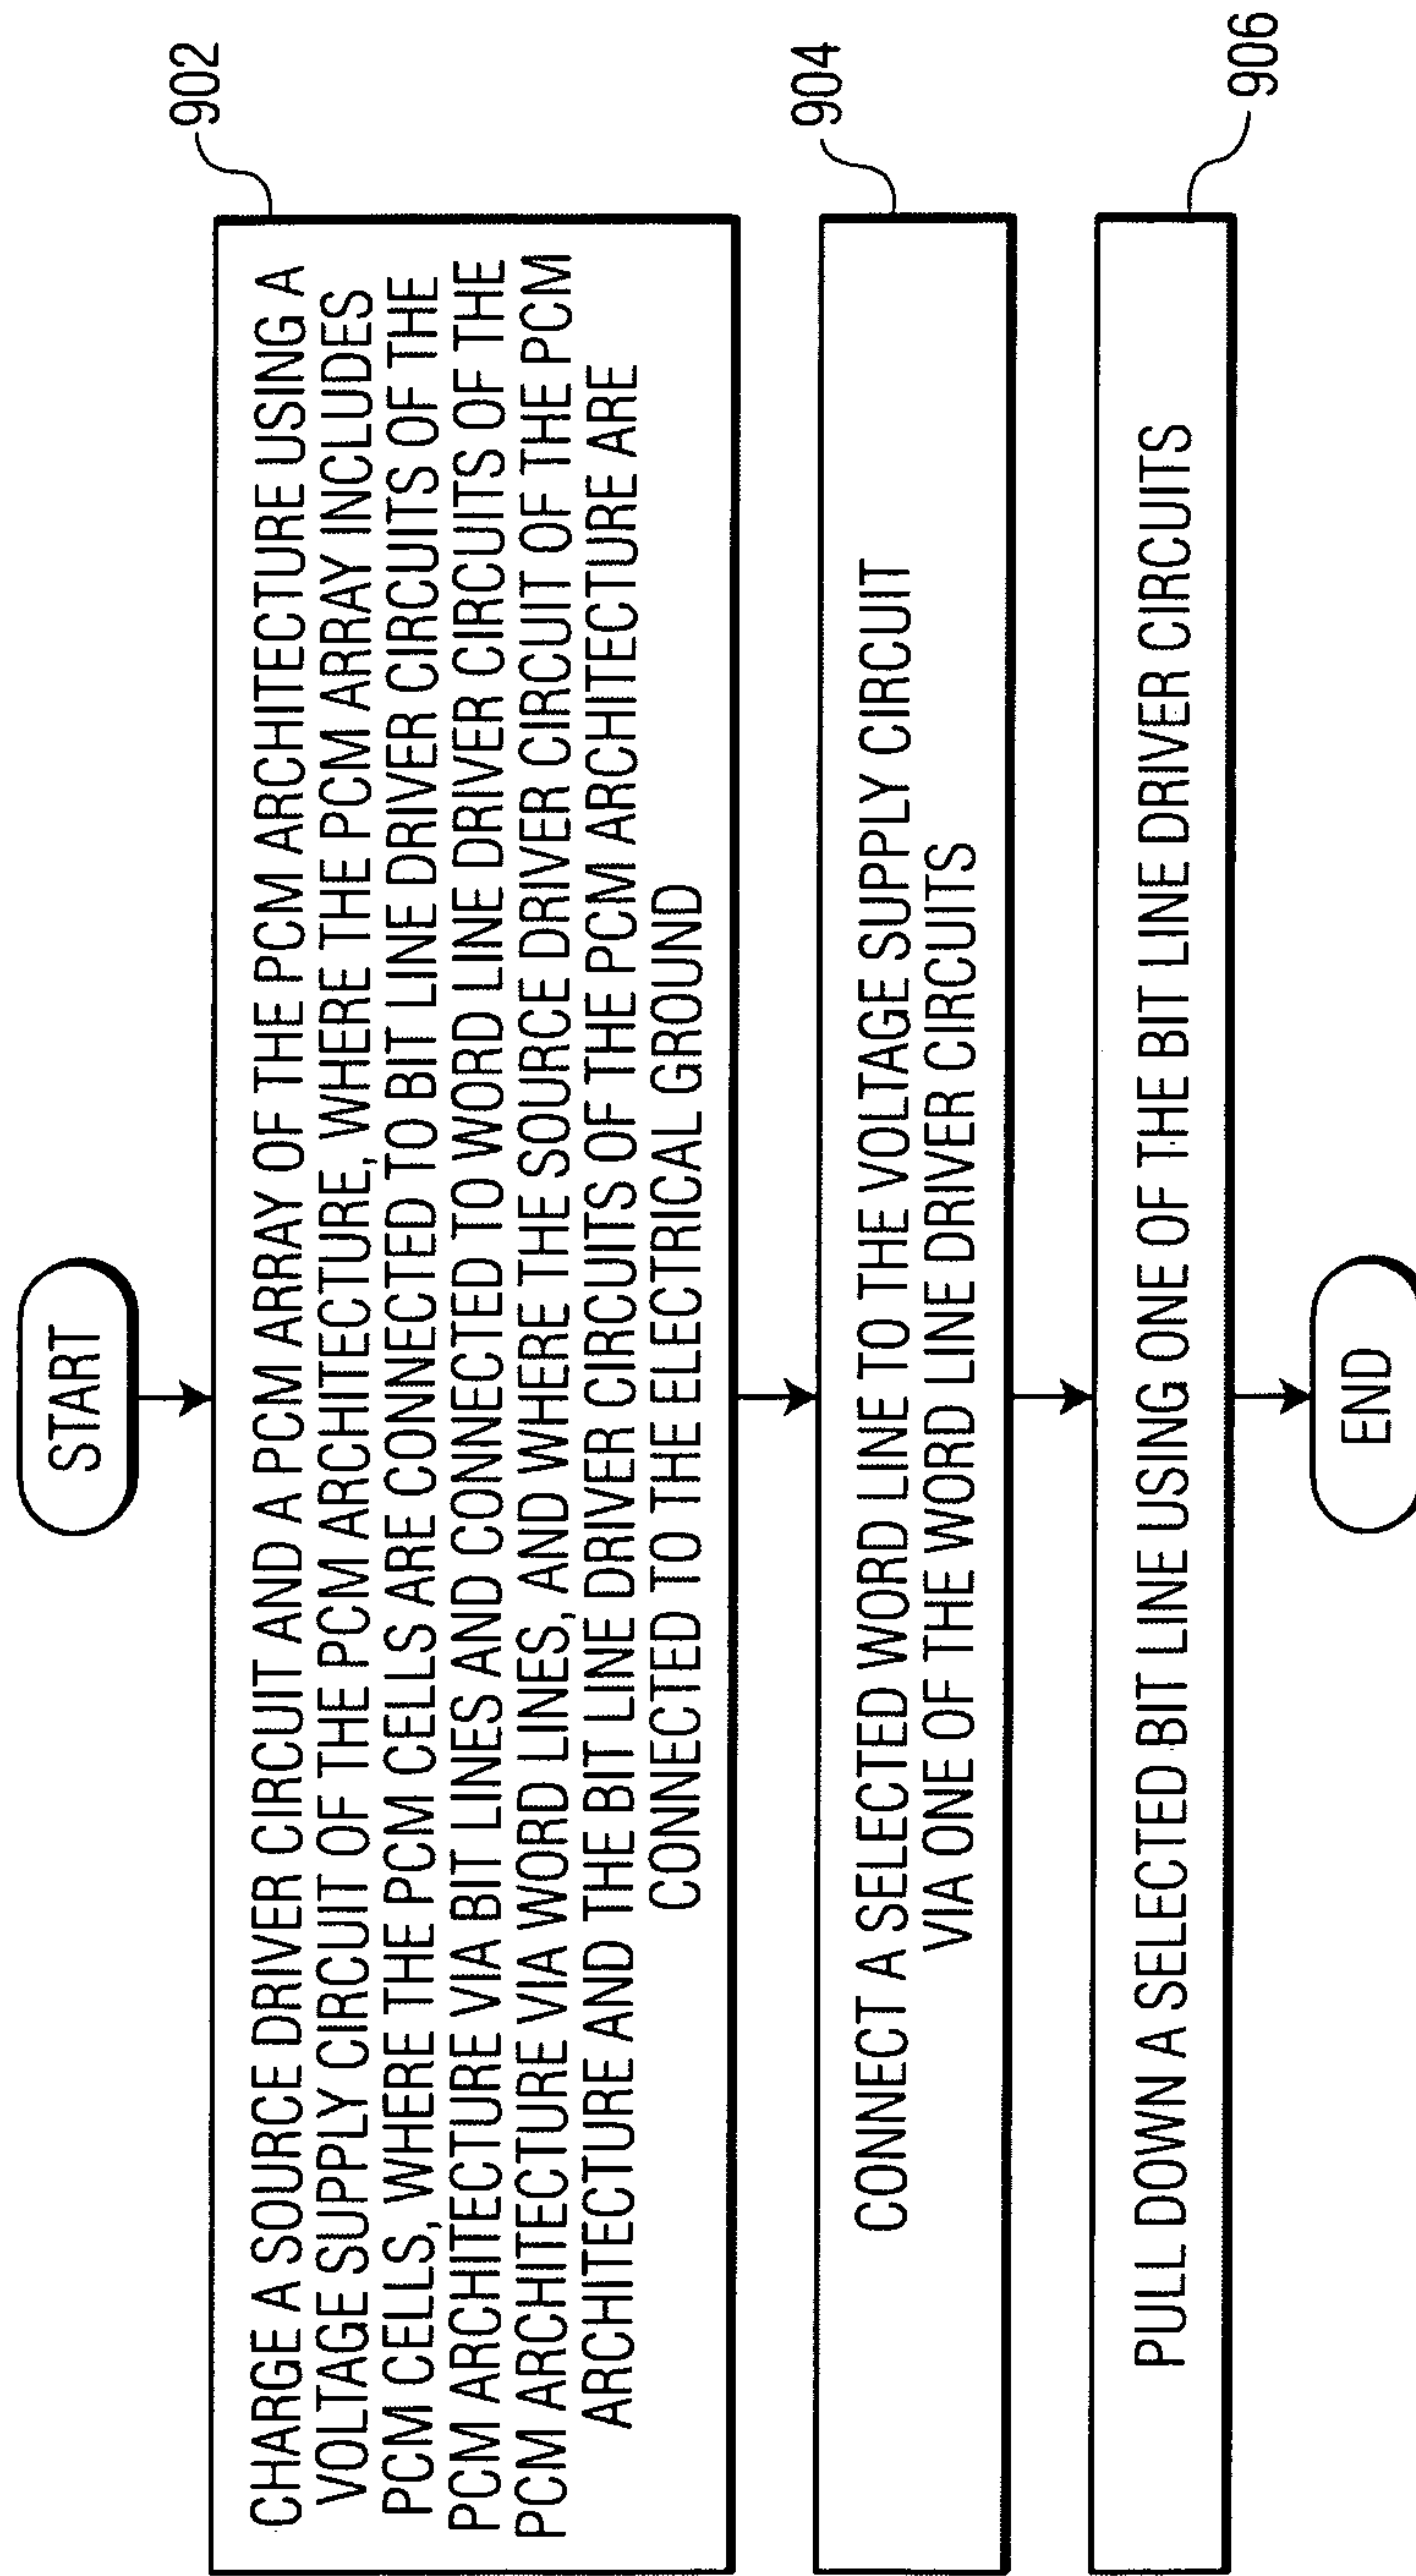 START
902
CHARGE A SOURCE DRIVER CIRCUIT AND A PCM ARRAY OF THE PCM ARCHITECTURE USING A
VOLTAGE SUPPLY CIRCUIT OF THE PCM ARCHITECTURE, WHERE THE PCM ARRAY INCLUDES
PCM CELLS, WHERE THE PCM CELLS ARE CONNECTED TO BIT LINE DRIVER CIRCUITS OF THE
PCM ARCHITECTURE VIA BIT LINES AND CONNECTED TO WORD LINE DRIVER CIRCUITS OF THE
PCM ARCHITECTURE VIA WORD LINES, AND WHERE THE SOURCE DRIVER CIRCUIT OF THE PCM
ARCHITECTURE AND THE BIT LINE DRIVER CIRCUITS OF THE PCM ARCHITECTURE ARE
CONNECTED TO THE ELECTRICAL GROUND
904
CONNECT A SELECTED WORD LINE TO THE VOLTAGE SUPPLY CIRCUIT
VIA ONE OF THE WORD LINE DRIVER CIRCUITS
906
PULL DOWN A SELECTED BIT LINE USING ONE OF THE BIT LINE DRIVER CIRCUITS
END